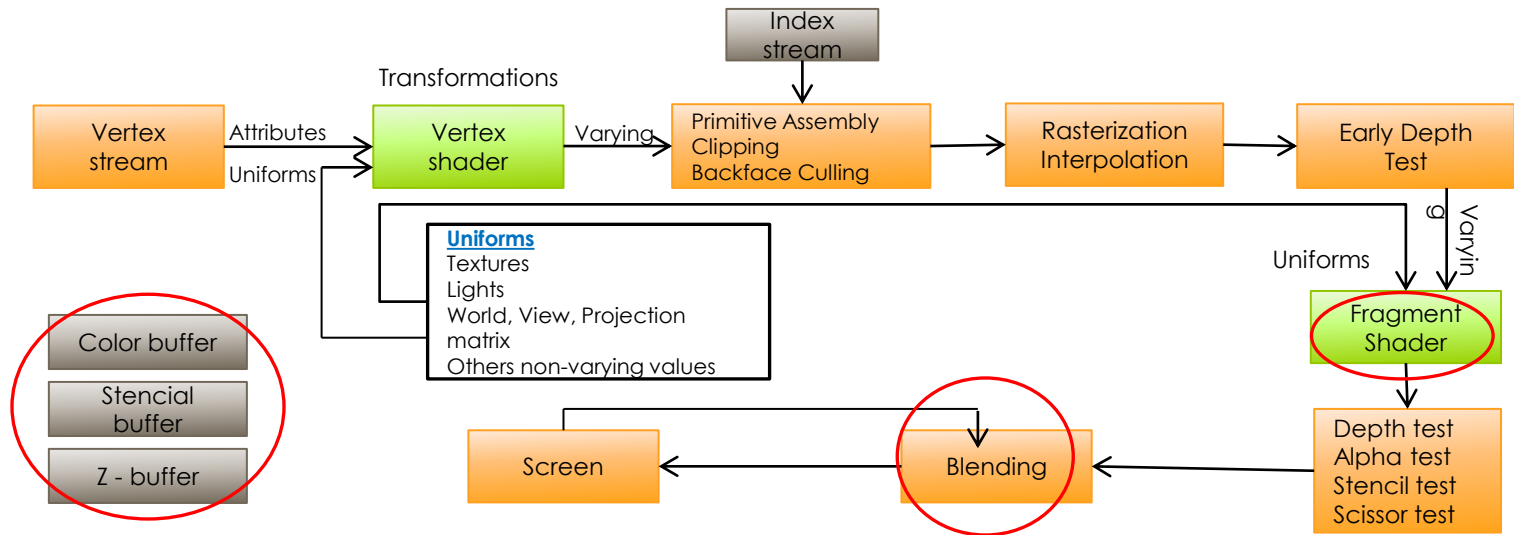 Index
stream
Transformations
Vertex
stream
Attributes
Uniforms
Vertex
shader
Varying
Primitive Assembly
Clipping
Backface Culling
Rasterization
Interpolation
Early Depth
Test
Varyin
g
Uniforms
Uniforms
Textures
Lights
World, View, Projection
matrix
Others non-varying values
Fragment
Shader
Color buffer
Stencial
buffer
Z - buffer
Screen
Blending
Depth test
Alpha test
Stencil test
Scissor test